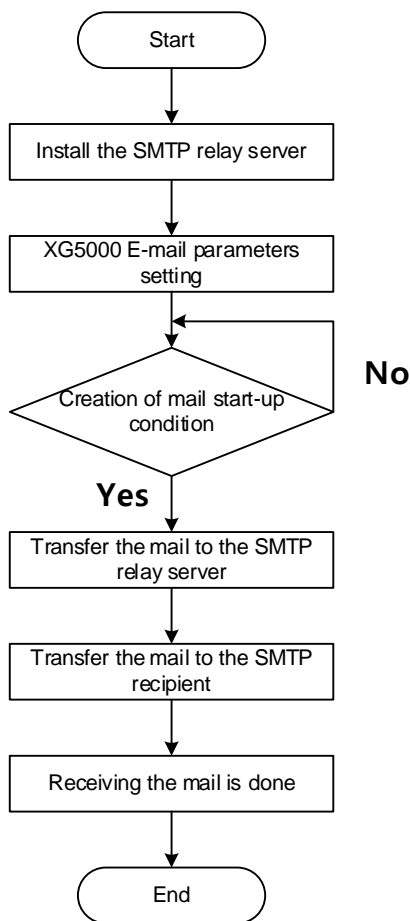 Start
Install the SMTP relay server
XG5000 E-mail parameters
setting
No
Creation of mail start-up
condition
Yes
Transfer the mail to the SMTP
relay server
Transfer the mail to the SMTP
recipient
Receiving the mail is done
End